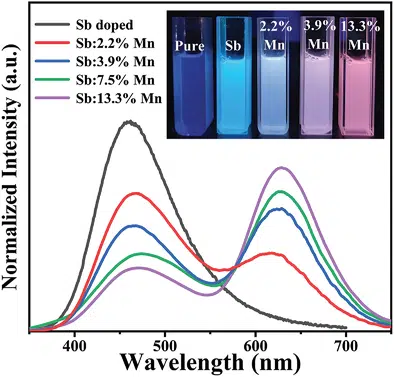 Sb doped
Sb:2.2% Mn
Sb:3.9% Mn
Sb:7.5% Mn
Sb:13.3% Mn
Pure
Sb
2.2%
Mn
3.9%
Mn
13.3%
Mn
Normalized Intensity (a.u.)
400
500
600
700
Wavelength (nm)